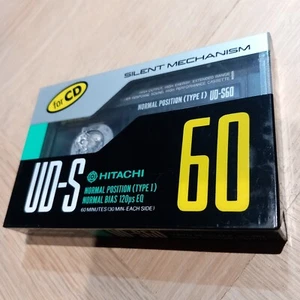 for CD
SILENT MECHANISM
NORMAL POSITION (TYPE I) UD-S60
UD-S
HITACHI
NORMAL POSITION (TYPE I)
NORMAL BIAS 120μs EQ
60 MINUTES (30 MIN. EACH SIDE)
60